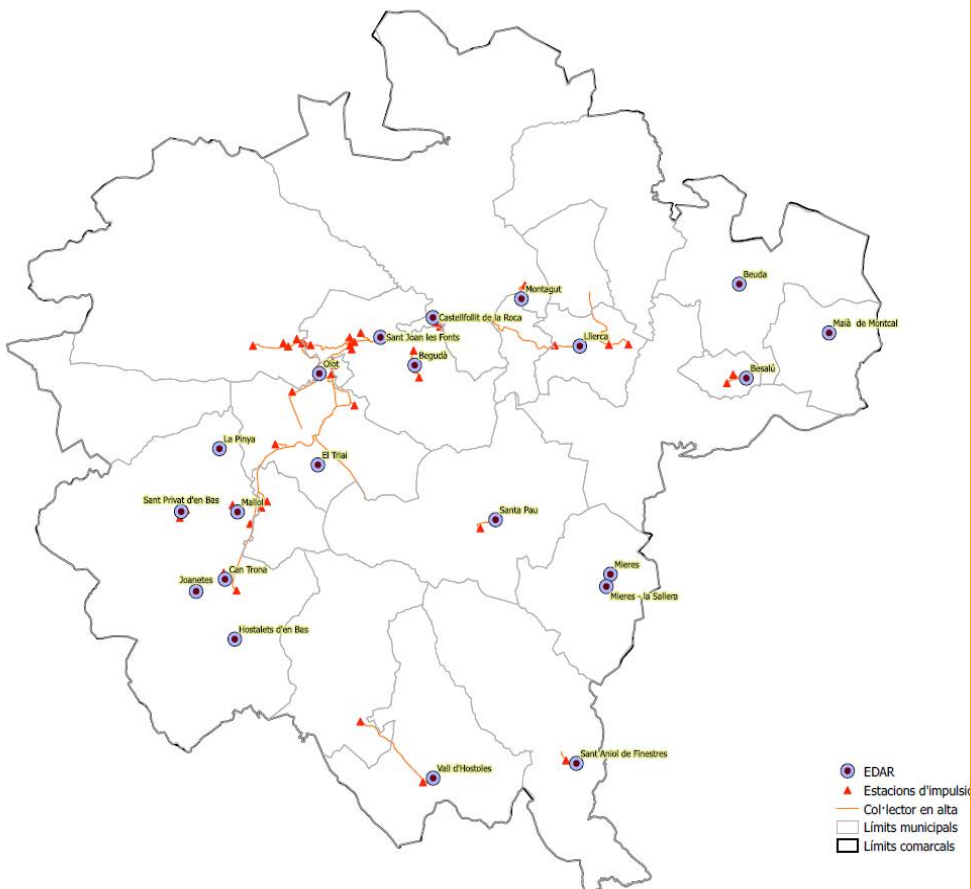 Beuda
Montagut
Castellfollit de la Roca
Maià de Montcal
Sant Joan les Fonts
Llierca
Begudà
Olot
Besalú
La Pinya
El Triai
Sant Privat d'en Bas
Mallol
Santa Pau
Can Trona
Joanetes
Mieres
Mieres - la Sallera
Hostalets d'en Bas
Sant Aniol de Finestres
Vall d'Hostoles
EDAR
Estacions d'impulsió
Col·lector en alta
Límits municipals
Límits comarcals